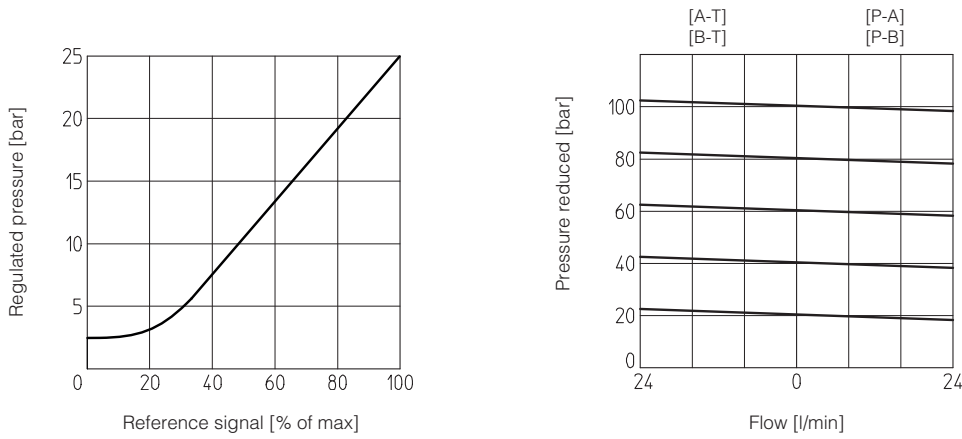 25
20
15
10
5
0
20
40
60
80
100
Regulated pressure [bar]
Reference signal [% of max]
[A-T]
[B-T]
[P-A]
[P-B]
100
80
60
40
20
0
24
0
24
Pressure reduced [bar]
Flow [l/min]